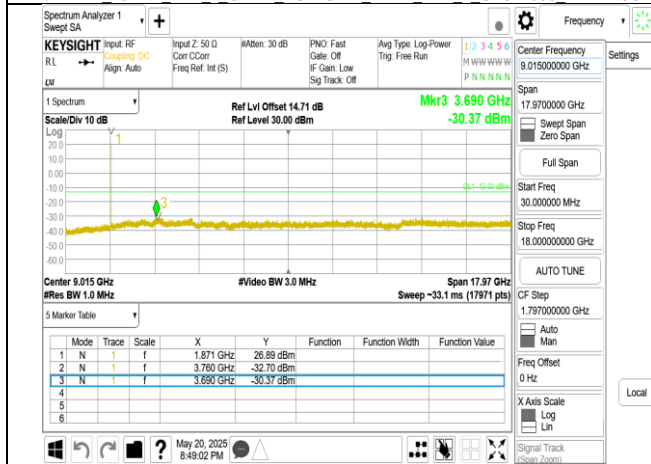 Spectrum Analyzer 1
Swept SA
Frequency
KEYSIGHT
Input: RF
Coupling: DC
Align: Auto
Input Z: 50 Ω
Corr CCorr
Freq Ref: Int (S)
#Atten: 30 dB
PNO: Fast
Gate: Off
IF Gain: Low
Sig Track: Off
Avg Type: Log-Power
Trig: Free Run
1 2 3 4 5 6
M W W W W W
P N N N N N
RL
LXI
Center Frequency
9.015000000 GHz
Settings
1 Spectrum
Ref Lvl Offset 14.71 dB
Mkr3 3.690 GHz
Scale/Div 10 dB
Ref Level 30.00 dBm
-30.37 dBm
Span
17.9700000 GHz
Swept Span
Zero Span
Full Span
Start Freq
30.000000 MHz
Stop Freq
18.000000000 GHz
AUTO TUNE
CF Step
1.797000000 GHz
Auto
Man
Freq Offset
0 Hz
X Axis Scale
Log
Lin
Signal Track
(Span Zoom)
Local
Log
20.0
10.0
0.00
-10.0
-20.0
-30.0
-40.0
-50.0
-60.0
1
3
DL1 -13.00 dBm
Center 9.015 GHz
#Video BW 3.0 MHz
Span 17.97 GHz
#Res BW 1.0 MHz
Sweep ~33.1 ms (17971 pts)
5 Marker Table
Mode Trace Scale X Y Function Function Width Function Value
1 N 1 f 1.871 GHz 26.89 dBm
2 N 1 f 3.760 GHz -32.70 dBm
3 N 1 f 3.690 GHz -30.37 dBm
4
5
6
May 20, 2025
8:49:02 PM